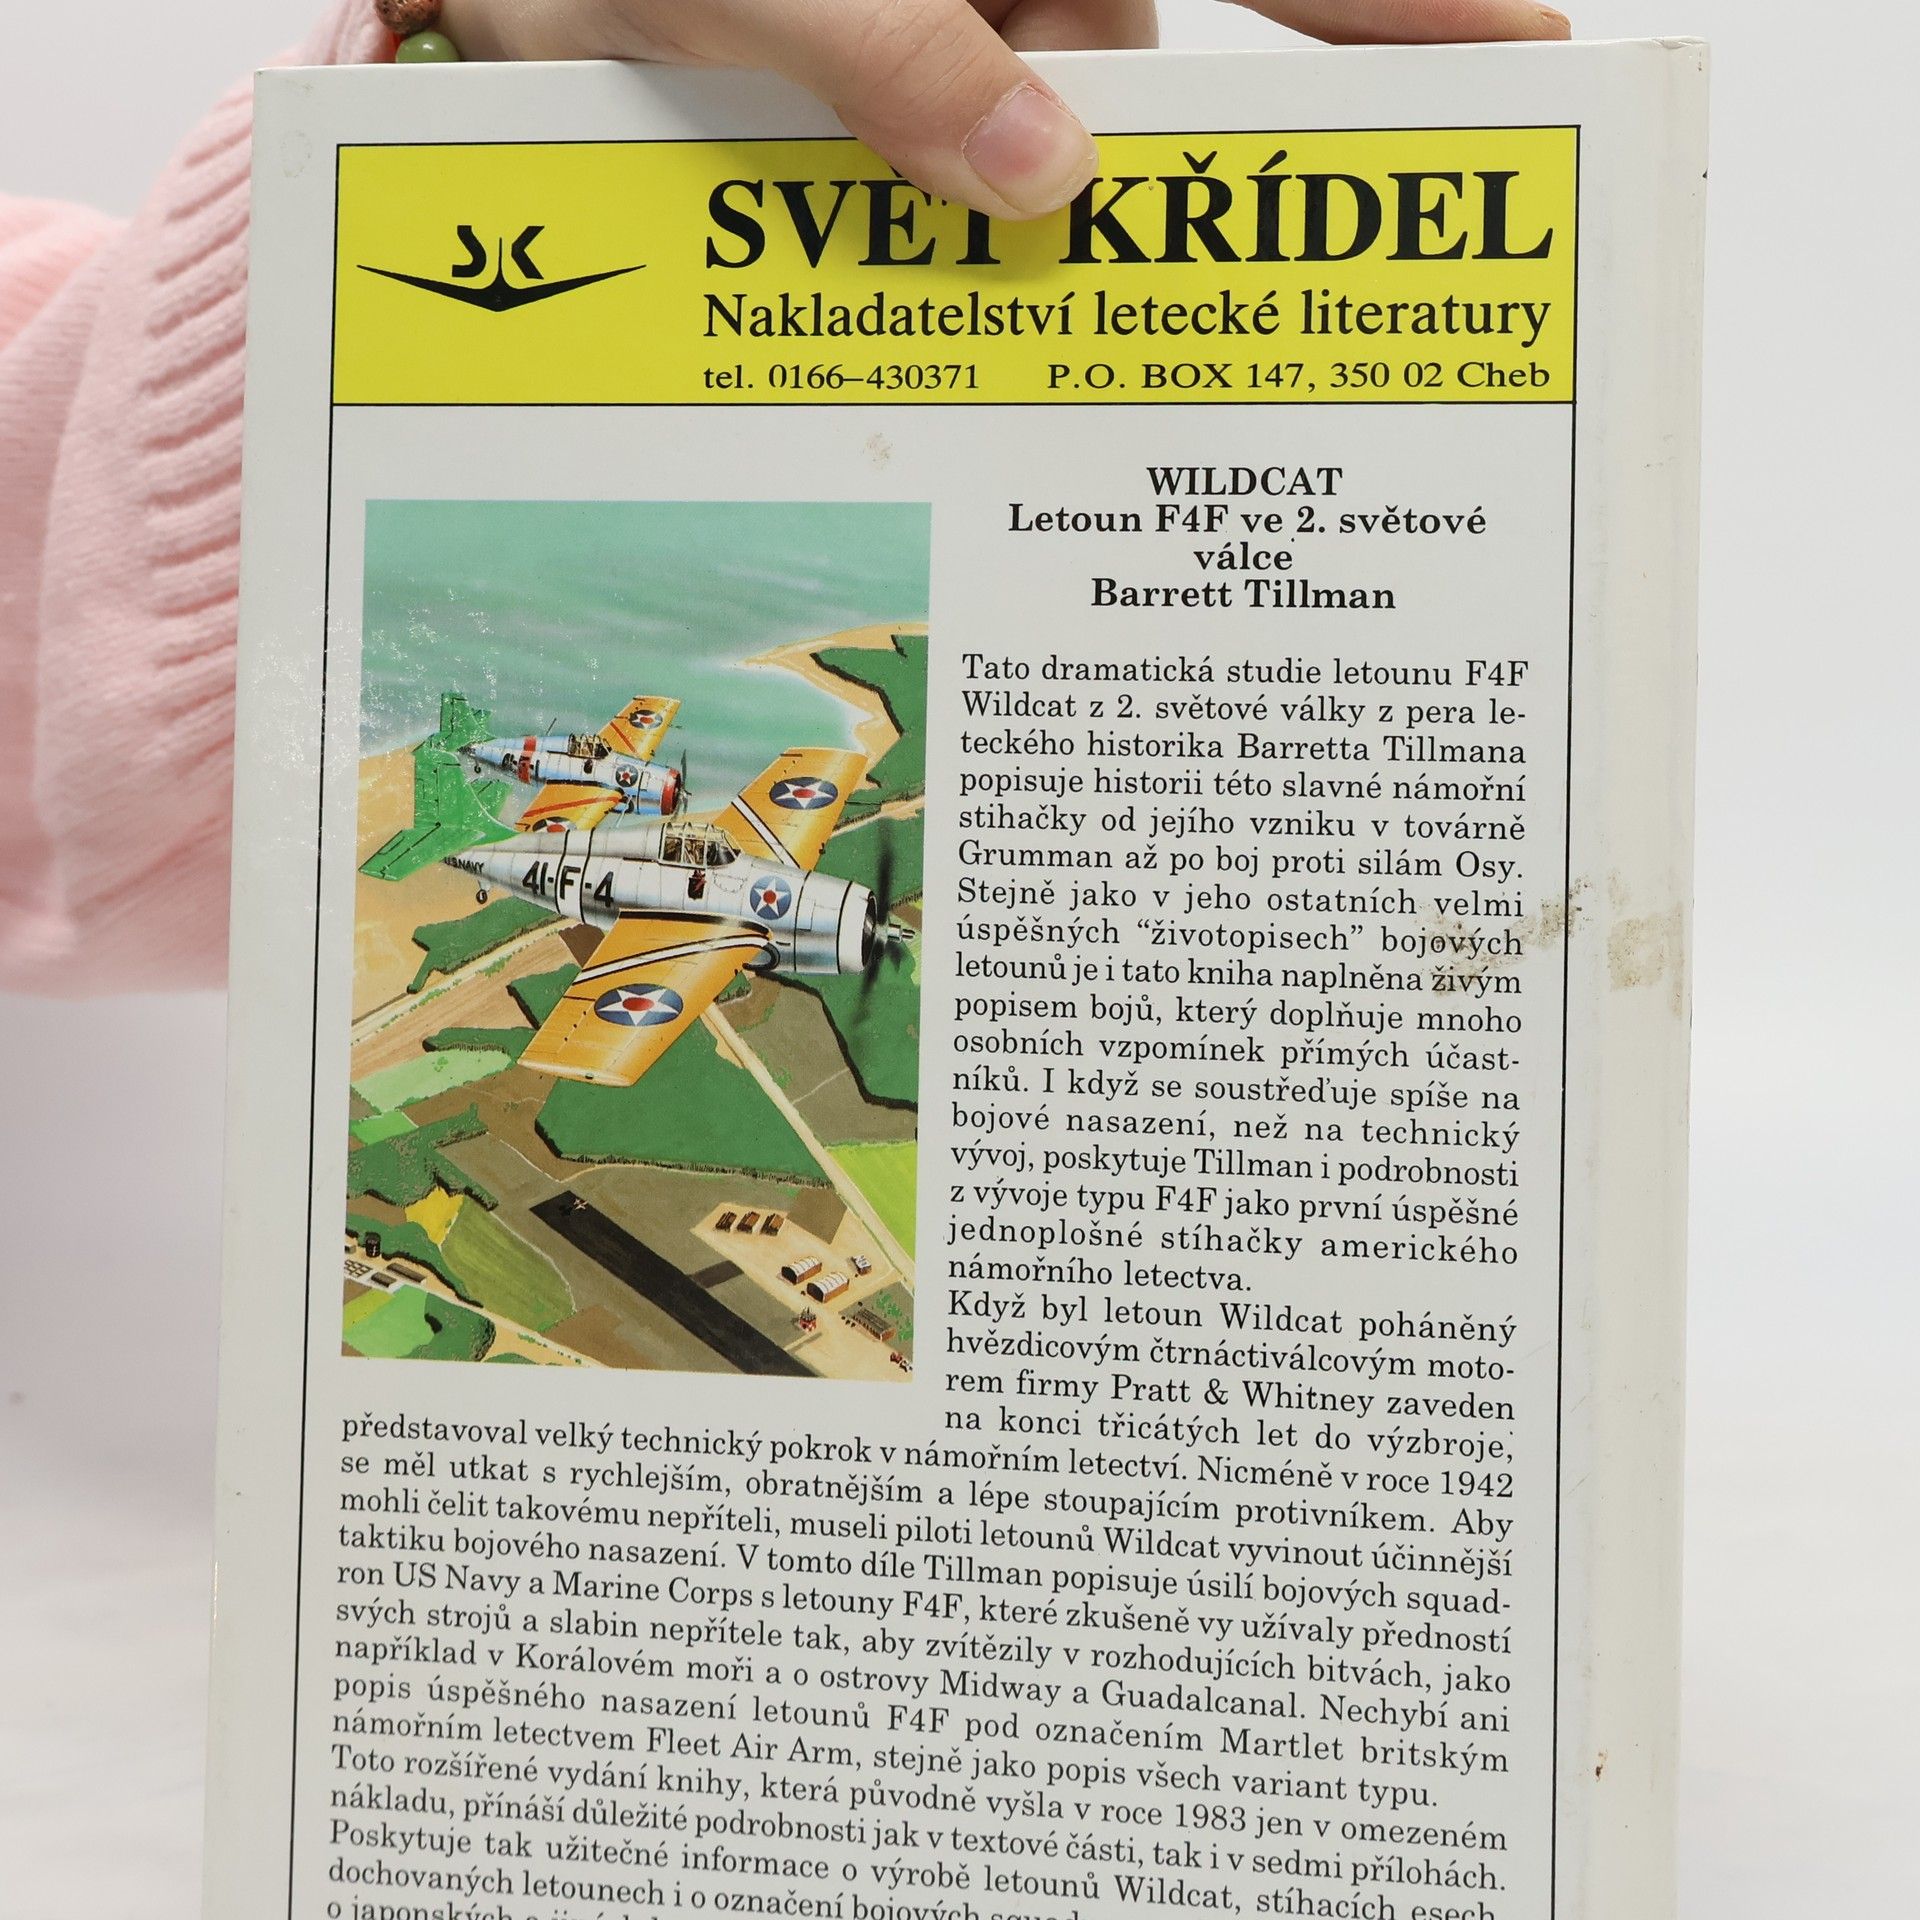 SK
SVĚT KŘÍDEL
Nakladatelství letecké literatury
tel. 0166–430371 P.O. BOX 147, 350 02 Cheb
WILDCAT
Letoun F4F ve 2. světové
válce
Barrett Tillman
U.S.NAVY
41-F-4
Tato dramatická studie letounu F4F
Wildcat z 2. světové války z pera le-
teckého historika Barretta Tillmana
popisuje historii této slavné námořní
stihačky od jejího vzniku v továrně
Grumman až po boj proti silám Osy.
Stejně jako v jeho ostatních velmi
úspěšných “životopisech” bojových
letounů je i tato kniha naplněna živým
popisem bojů, který doplňuje mnoho
osobních vzpomínek přímých účast-
níků. I když se soustřeďuje spíše na
bojové nasazení, než na technický
vývoj, poskytuje Tillman i podrobnosti
z vývoje typu F4F jako první úspěšné
jednoplošné stíhačky amerického
námořního letectva.
Když byl letoun Wildcat poháněný
hvězdicovým čtrnáctiválcovým moto-
rem firmy Pratt & Whitney zaveden
na konci třicátých let do výzbroje,
představoval velký technický pokrok v námořním letectví. Nicméně v roce 1942
se měl utkat s rychlejším, obratnějším a lépe stoupajícím protivníkem. Aby
mohli čelit takovému nepříteli, museli piloti letounů Wildcat vyvinout účinnější
taktiku bojového nasazení. V tomto díle Tillman popisuje úsilí bojových squad-
ron US Navy a Marine Corps s letouny F4F, které zkušeně vy užívaly předností
svých strojů a slabin nepřítele tak, aby zvítězily v rozhodujících bitvách, jako
například v Korálovém moři a o ostrovy Midway a Guadalcanal. Nechybí ani
popis úspěšného nasazení letounů F4F pod označením Martlet britským
námořním letectvem Fleet Air Arm, stejně jako popis všech variant typu.
Toto rozšířené vydání knihy, která původně vyšla v roce 1983 jen v omezeném
nákladu, přínáší důležité podrobnosti jak v textové části, tak i v sedmi přílohách.
Poskytuje tak užitečné informace o výrobě letounů Wildcat, stíhacích esech,
dochovaných letounech i o označení bojových
o japonských